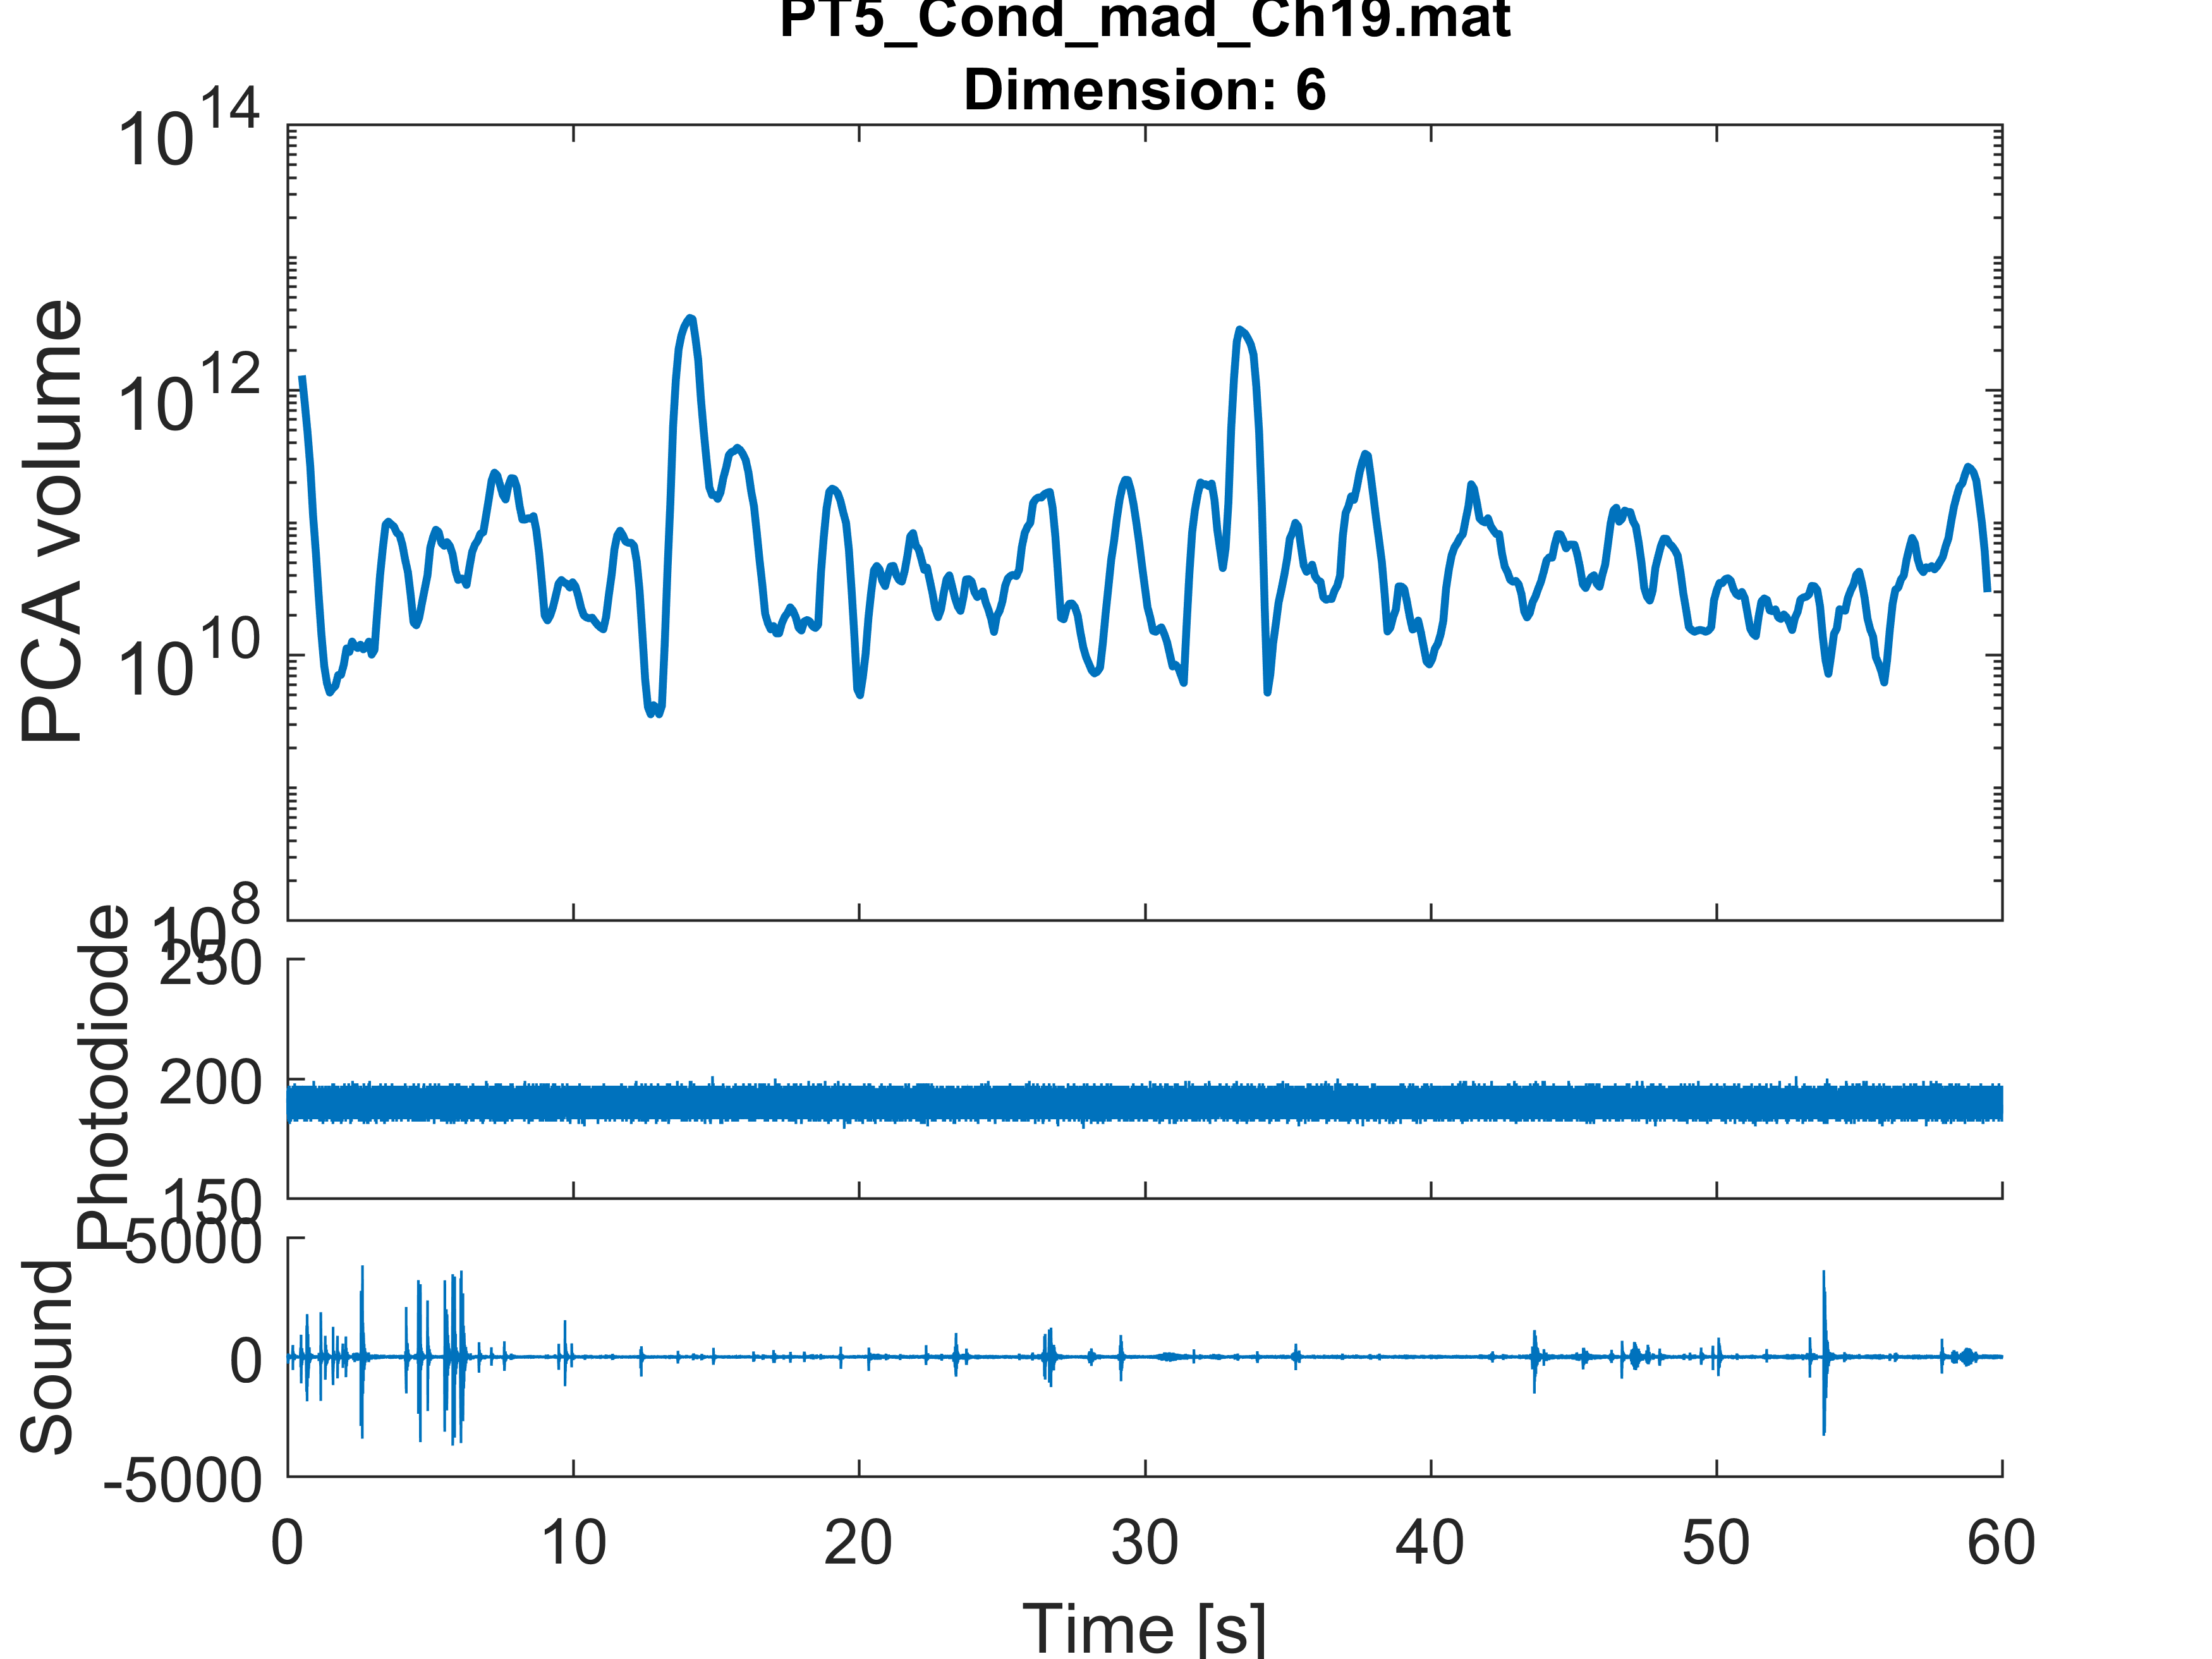 PT5_Cond_mad_Ch19.mat
Dimension: 6
PCA volume
10^14
10^12
10^10
10^8
Photodiode
250
200
150
Sound
5000
0
-5000
0 10 20 30 40 50 60
Time [s]